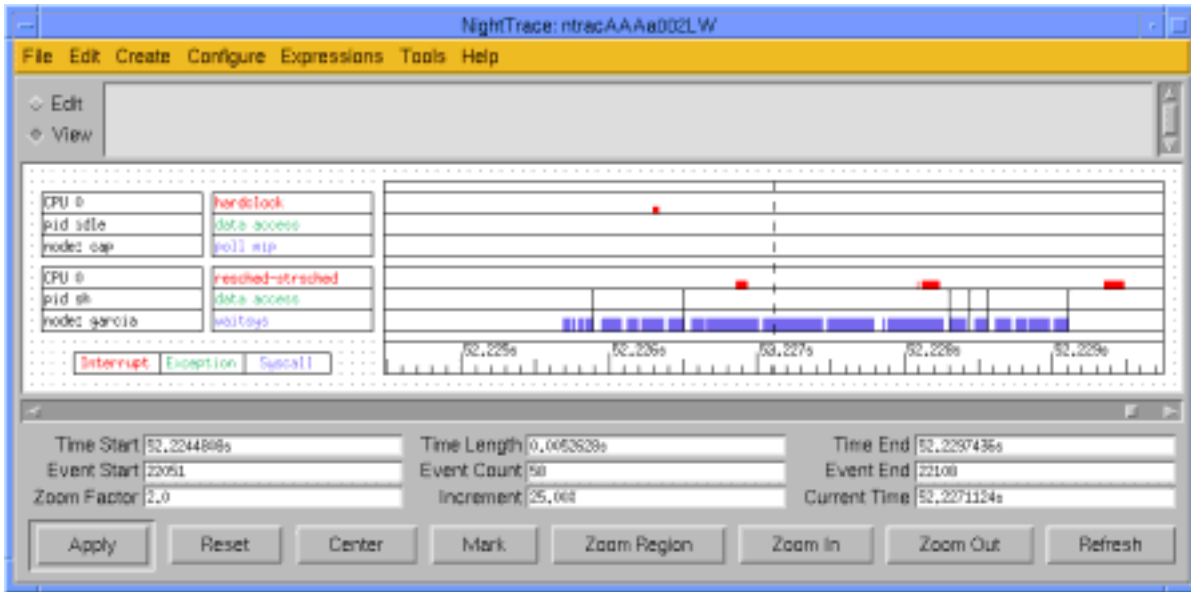 NightTrace: ntracAAAa002LW
File Edit Create Configure Expressions Tools Help
Edit
View
CPU 0 hardclock
pid idle data access
node: cap poll mip
CPU 0 resched-strsched
pid sh data access
node: garcia waitsys
Interrupt Exception Syscall
52.225s 52.226s 52.227s 52.228s 52.229s
Time Start 52.2244808s Time Length 0.0052628s Time End 52.2297436s
Event Start 22051 Event Count 58 Event End 22108
Zoom Factor 2.0 Increment 25.000 Current Time 52.2271124s
Apply Reset Center Mark Zoom Region Zoom In Zoom Out Refresh